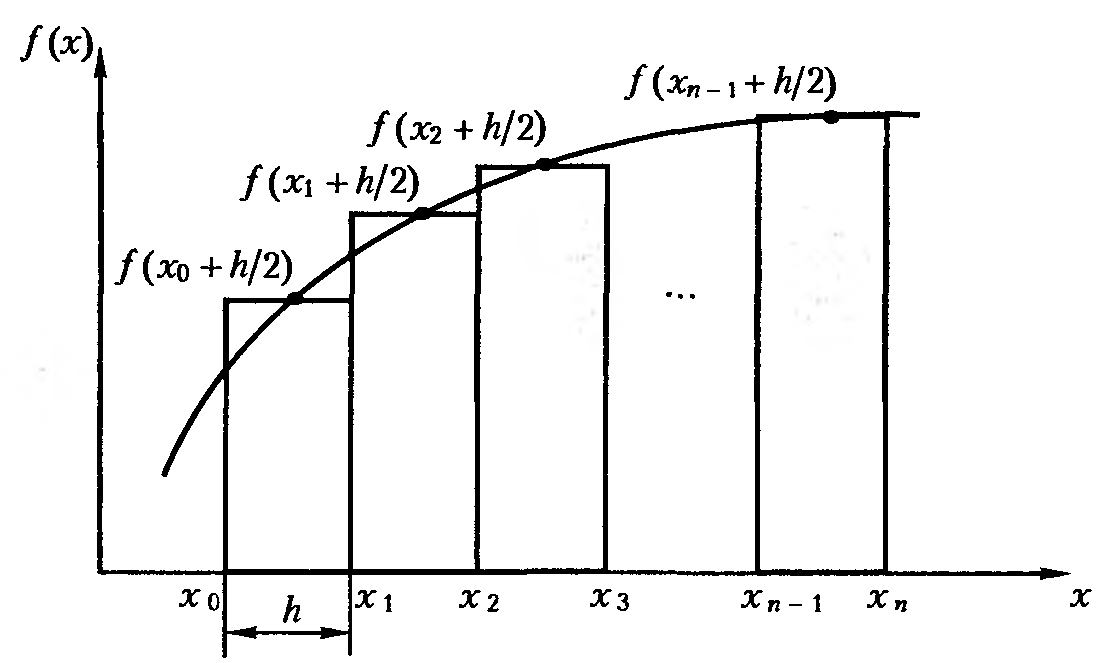 f(x)
f(xₙ₋₁ + h/2)
f(x₂ + h/2)
f(x₁ + h/2)
f(x₀ + h/2)
...
x₀ x₁ x₂ x₃ xₙ₋₁ xₙ x
h